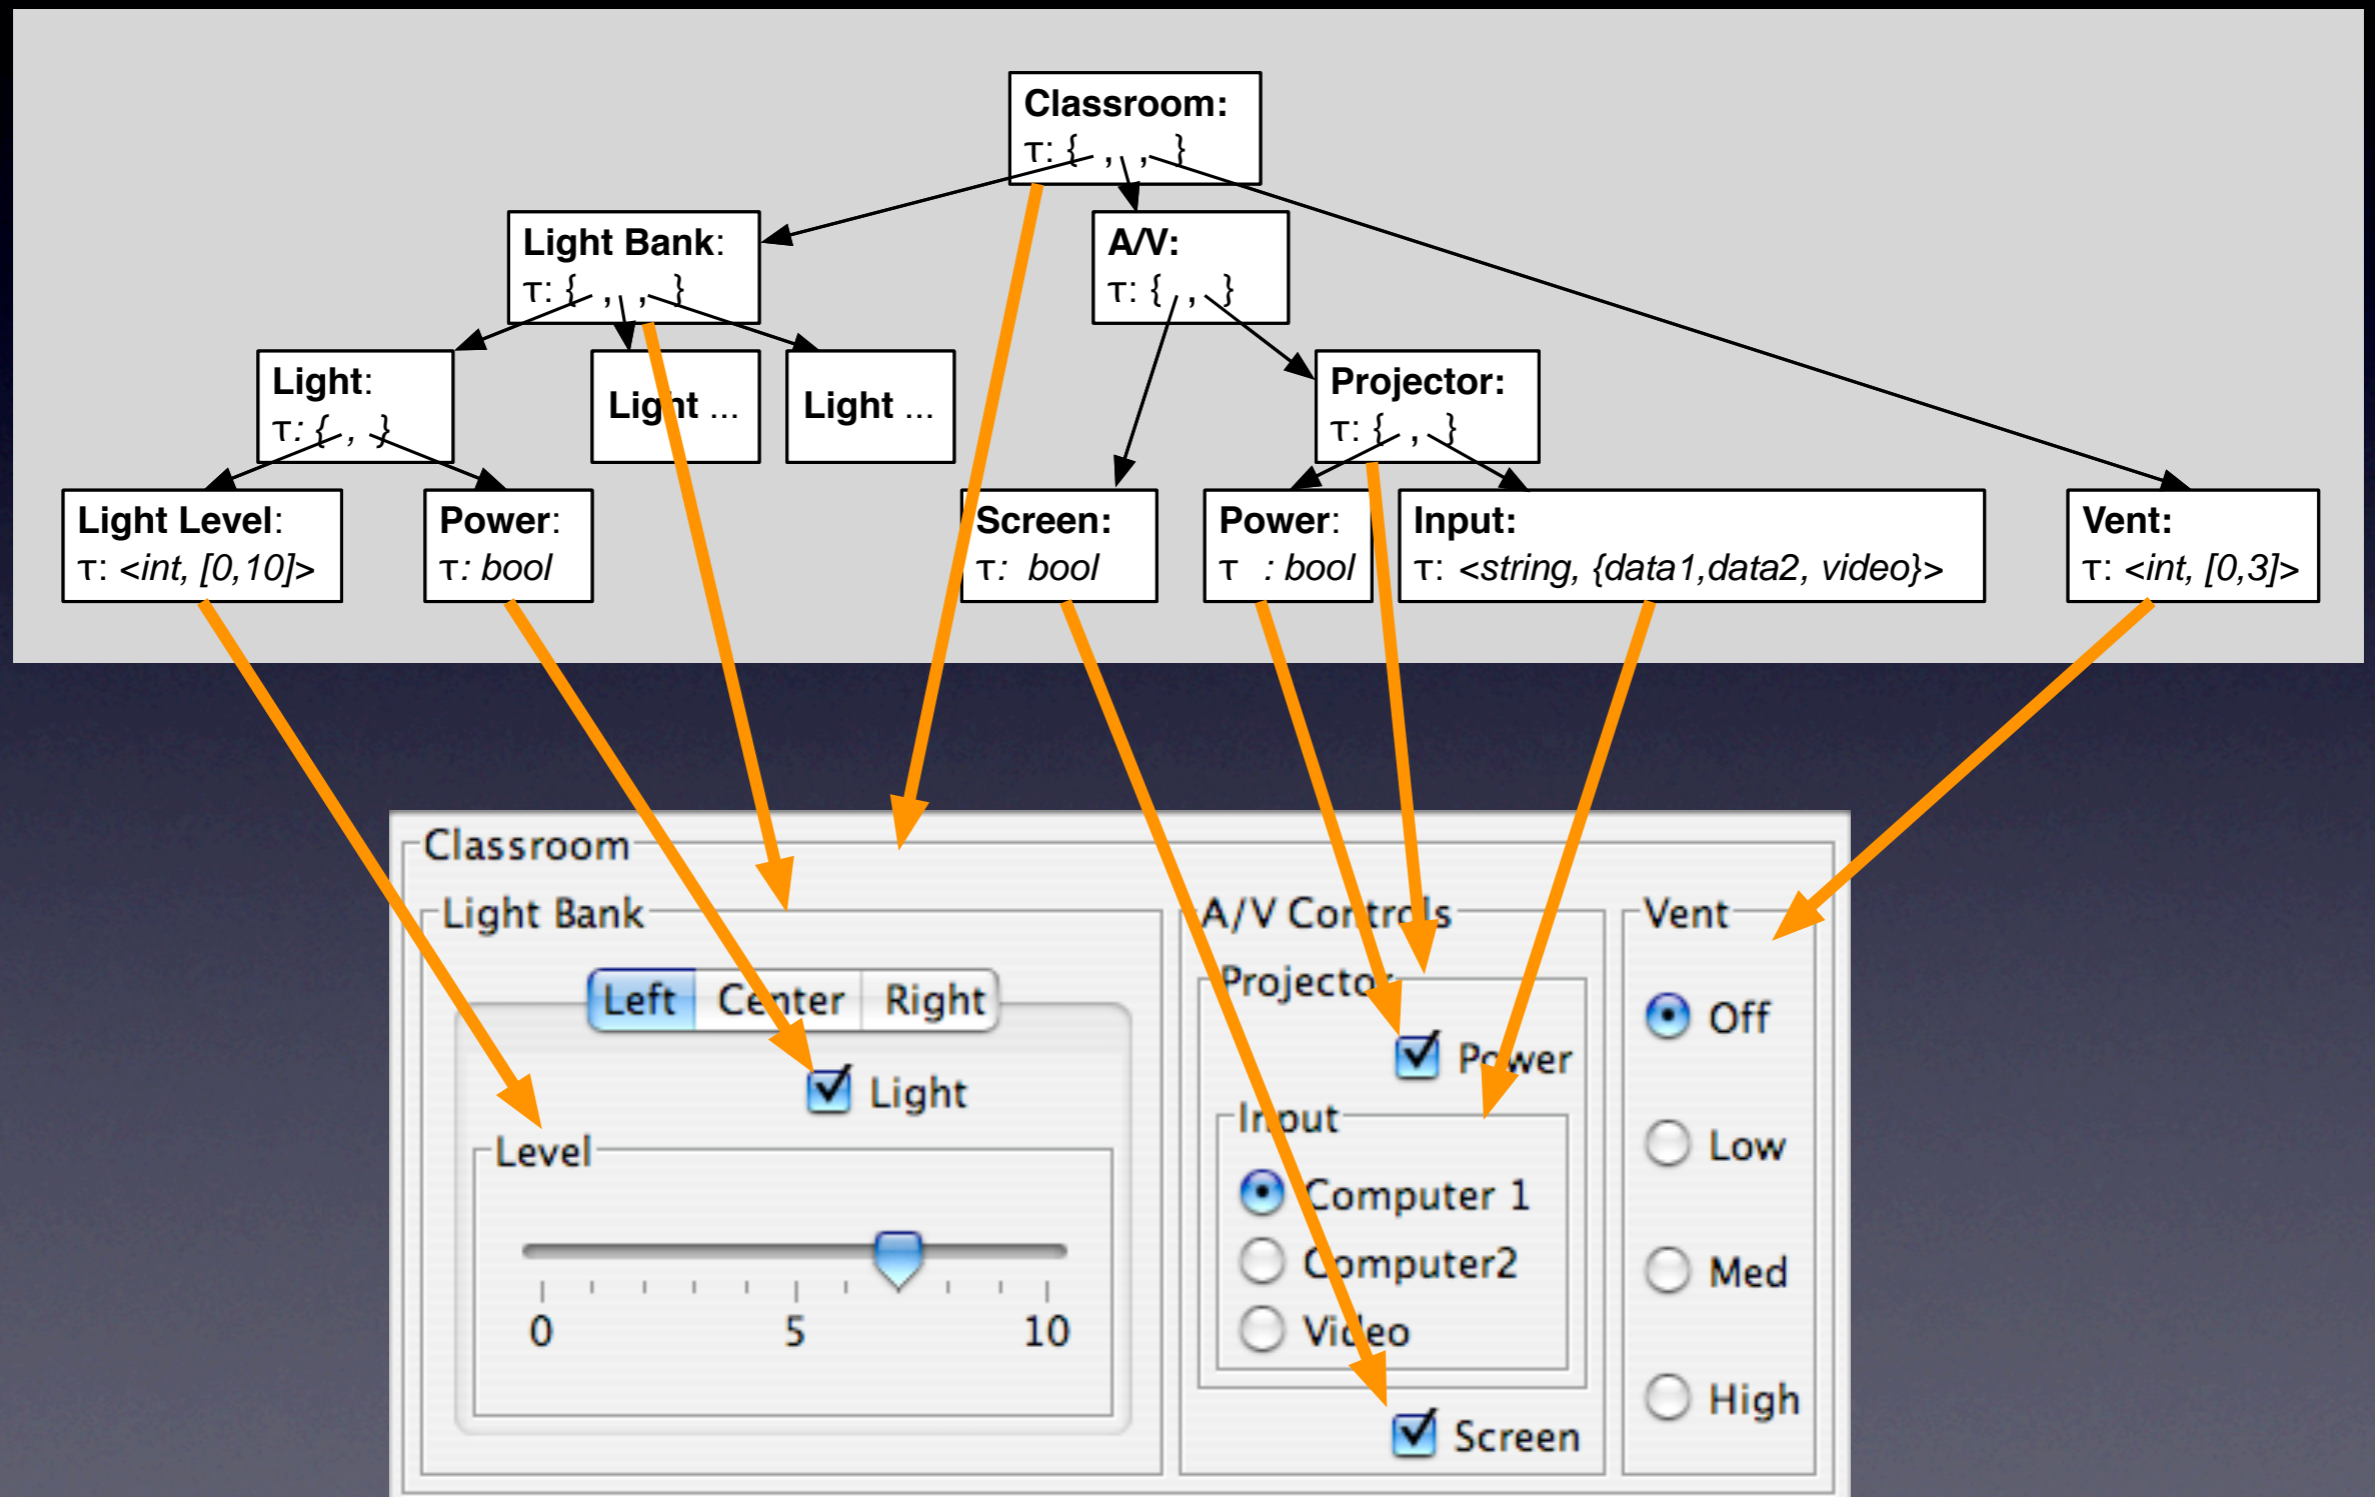 Classroom:
τ: { , , }
Light Bank:
τ: { , , }
A/V:
τ: { , }
Light:
τ: { , }
Light ...
Light ...
Projector:
τ: { , }
Light Level:
τ: <int, [0,10]>
Power:
τ: bool
Screen:
τ: bool
Power:
τ : bool
Input:
τ: <string, {data1,data2, video}>
Vent:
τ: <int, [0,3]>
Classroom
Light Bank
A/V Controls
Vent
Left Center Right
Projector
Off
Power
Light
Input
Low
Level
Computer 1
Computer2
Med
0 5 10
Video
High
Screen